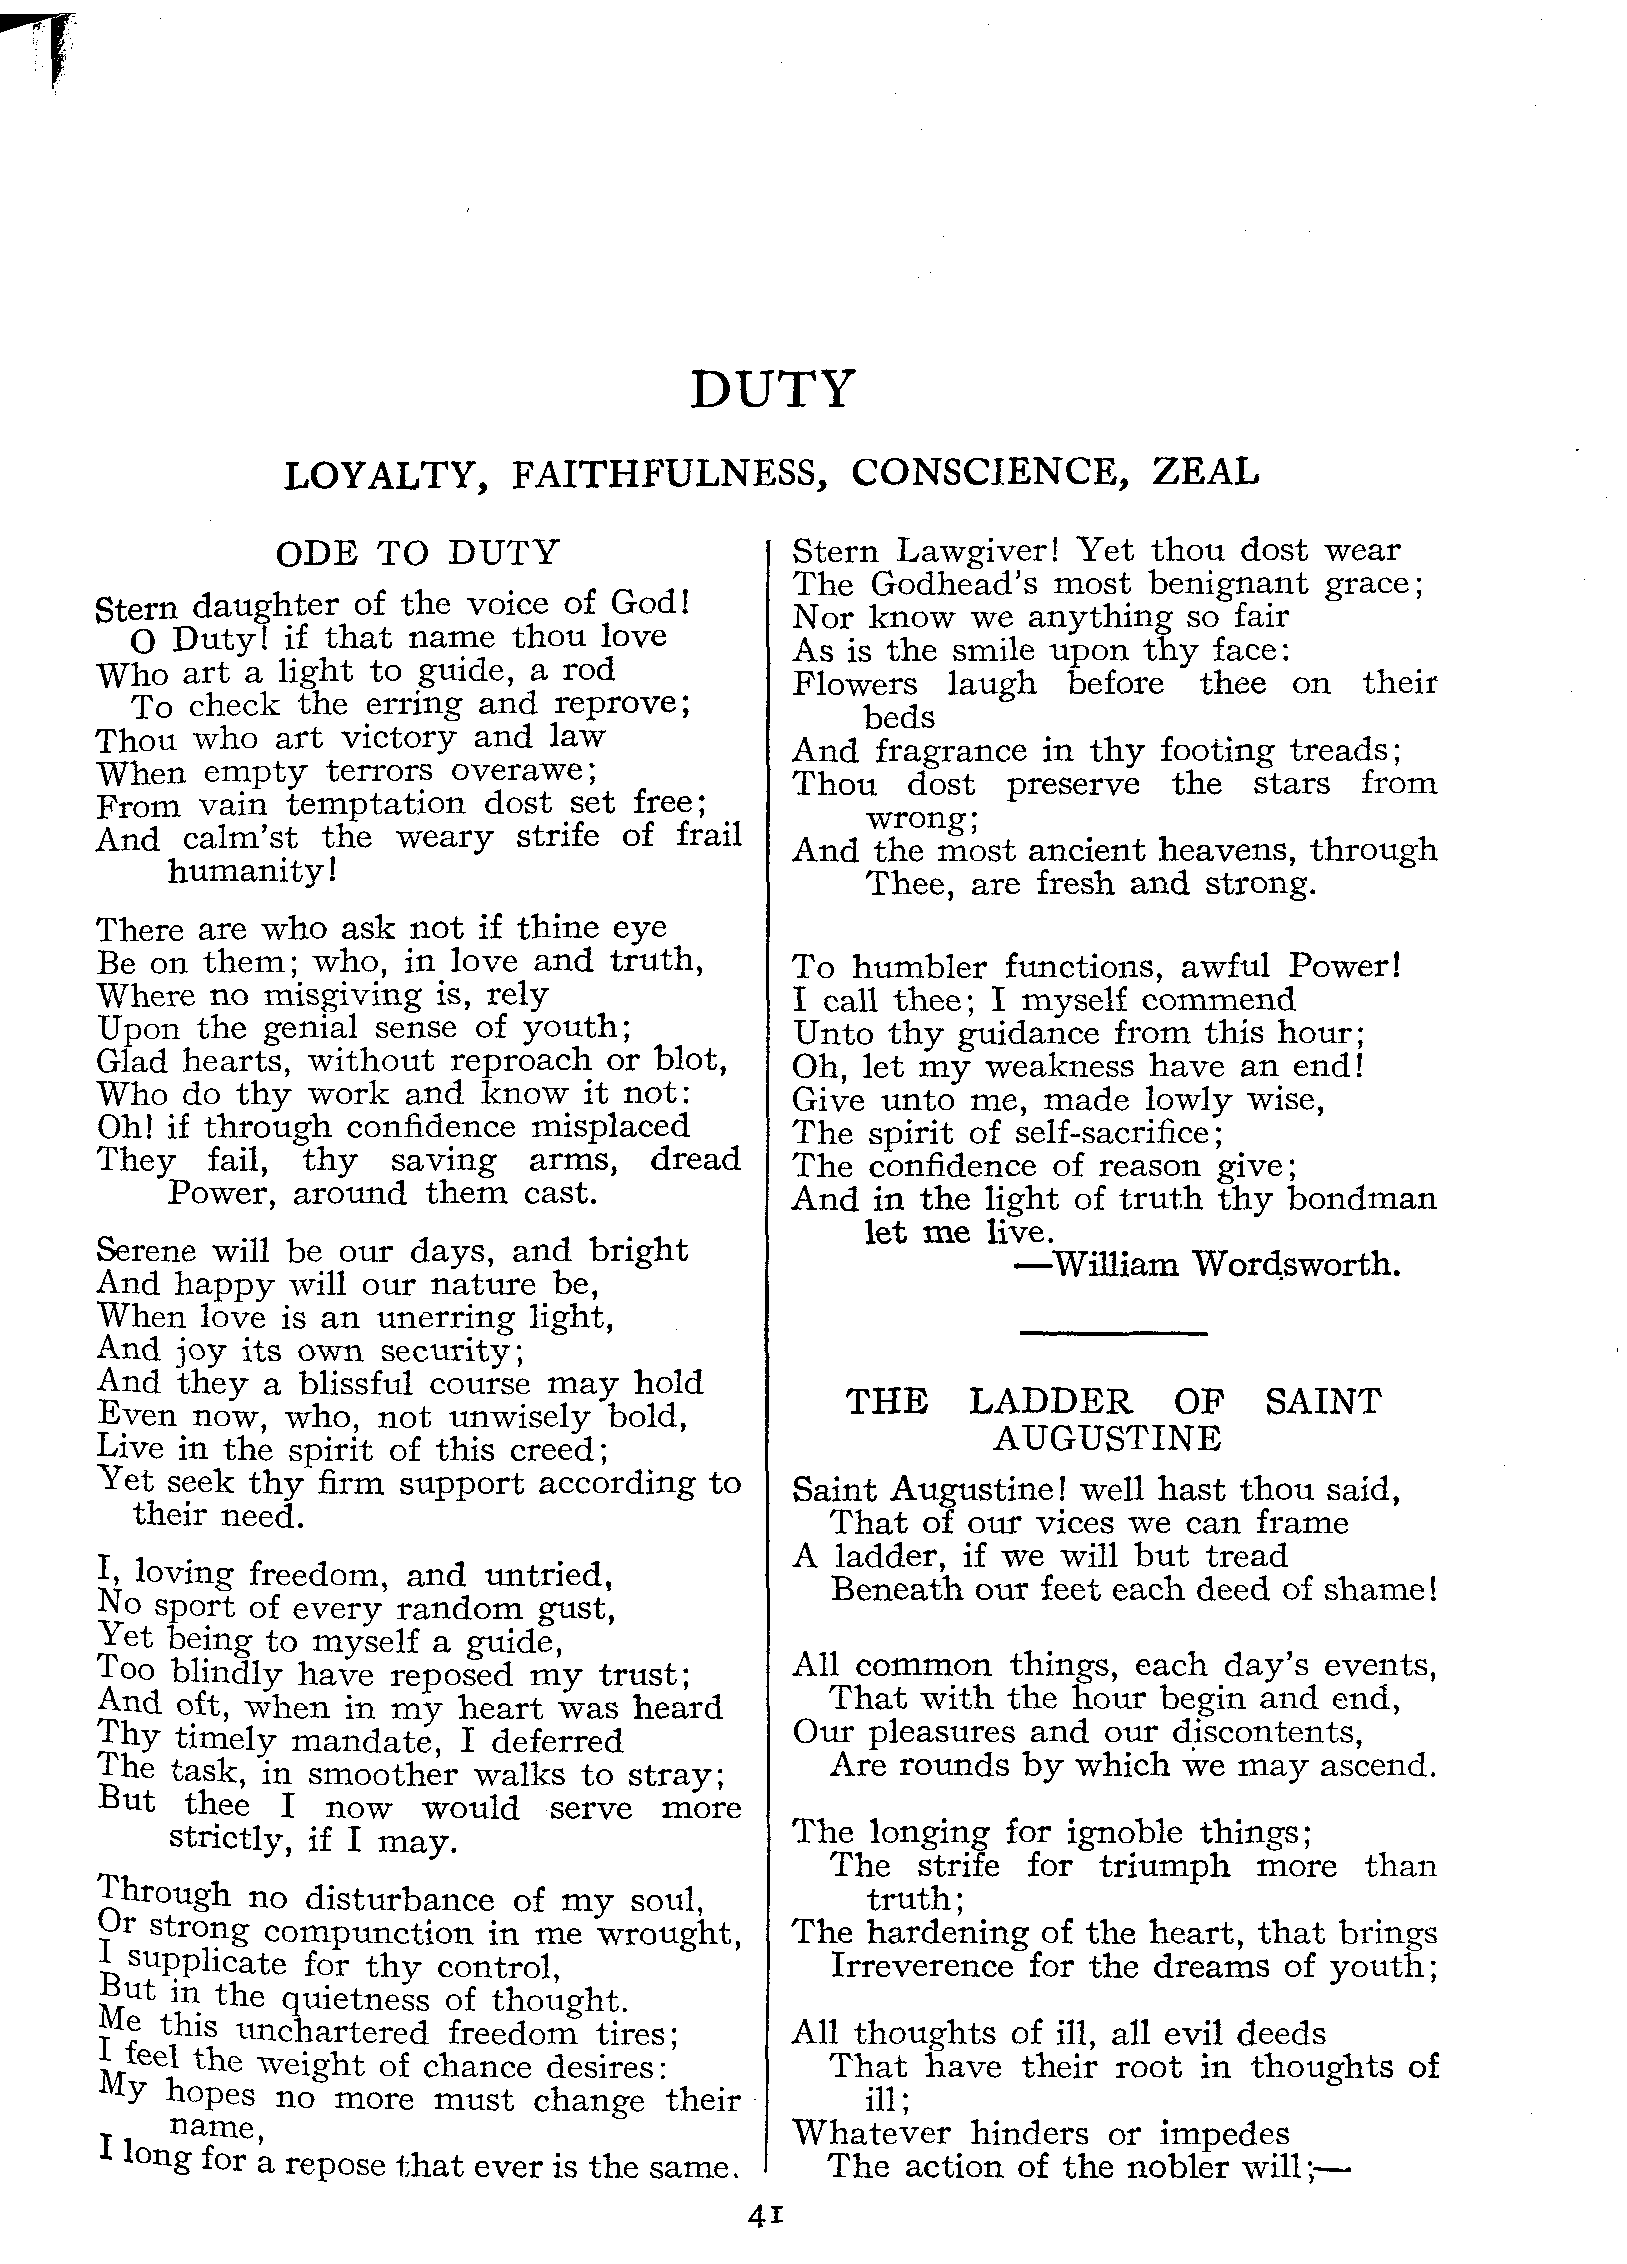 DUTY
LOYALTY, FAITHFULNESS, CONSCIENCE, ZEAL
ODE TO DUTY
Stern daughter of the voice of God!
O Duty! if that name thou love
Who art a light to guide, a rod
To check the erring and reprove;
Thou who art victory and law
When empty terrors overawe;
From vain temptation dost set free;
And calm'st the weary strife of frail
humanity!
There are who ask not if thine eye
Be on them; who, in love and truth,
Where no misgiving is, rely
Upon the genial sense of youth;
Glad hearts, without reproach or blot,
Who do thy work and know it not:
Oh! if through confidence misplaced
They fail, thy saving arms, dread
Power, around them cast.
Serene will be our days, and bright
And happy will our nature be,
When love is an unerring light,
And joy its own security;
And they a blissful course may hold
Even now, who, not unwisely bold,
Live in the spirit of this creed;
Yet seek thy firm support according to
their need.
I, loving freedom, and untried,
No sport of every random gust,
Yet being to myself a guide,
Too blindly have reposed my trust;
And oft, when in my heart was heard
Thy timely mandate, I deferred
The task, in smoother walks to stray;
But thee I now would serve more
strictly, if I may.
Through no disturbance of my soul,
Or strong compunction in me wrought,
I supplicate for thy control,
But in the quietness of thought.
Me this unchartered freedom tires;
I feel the weight of chance desires:
My hopes no more must change their
name,
I long for a repose that ever is the same.
Stern Lawgiver! Yet thou dost wear
The Godhead's most benignant grace;
Nor know we anything so fair
As is the smile upon thy face:
Flowers laugh before thee on their
beds
And fragrance in thy footing treads;
Thou dost preserve the stars from
wrong;
And the most ancient heavens, through
Thee, are fresh and strong.
To humbler functions, awful Power!
I call thee; I myself commend
Unto thy guidance from this hour;
Oh, let my weakness have an end!
Give unto me, made lowly wise,
The spirit of self-sacrifice;
The confidence of reason give;
And in the light of truth thy bondman
let me live.
—William Wordsworth.
THE LADDER OF SAINT
AUGUSTINE
Saint Augustine! well hast thou said,
That of our vices we can frame
A ladder, if we will but tread
Beneath our feet each deed of shame!
All common things, each day's events,
That with the hour begin and end,
Our pleasures and our discontents,
Are rounds by which we may ascend.
The longing for ignoble things;
The strife for triumph more than
truth;
The hardening of the heart, that brings
Irreverence for the dreams of youth;
All thoughts of ill, all evil deeds
That have their root in thoughts of
ill;
Whatever hinders or impedes
The action of the nobler will;—
41